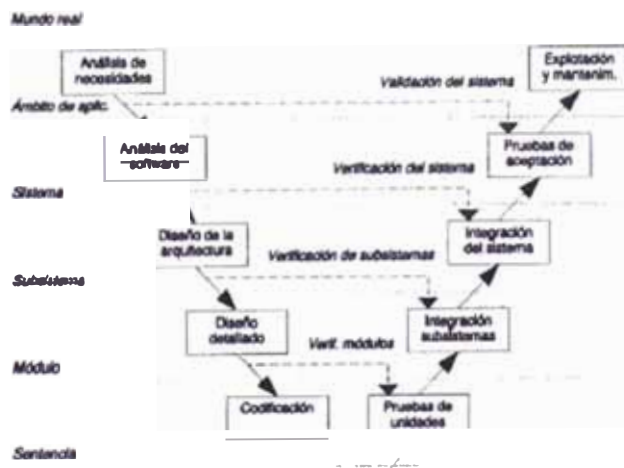 Mundo real
Análisis de
necesidades
Explotación
y mantenim.
Validación del sistema
Ámbito de aplic.
Análisis del
software
Pruebas de
aceptación
Verificación del sistema
Sistema
Diseño de la
arquitectura
Integración
del sistema
Verificación de subsistemas
Subsistema
Diseño
detallado
Integración
subsistemas
Verif. módulos
Módulo
Codificación
Pruebas de
unidades
Sentencia